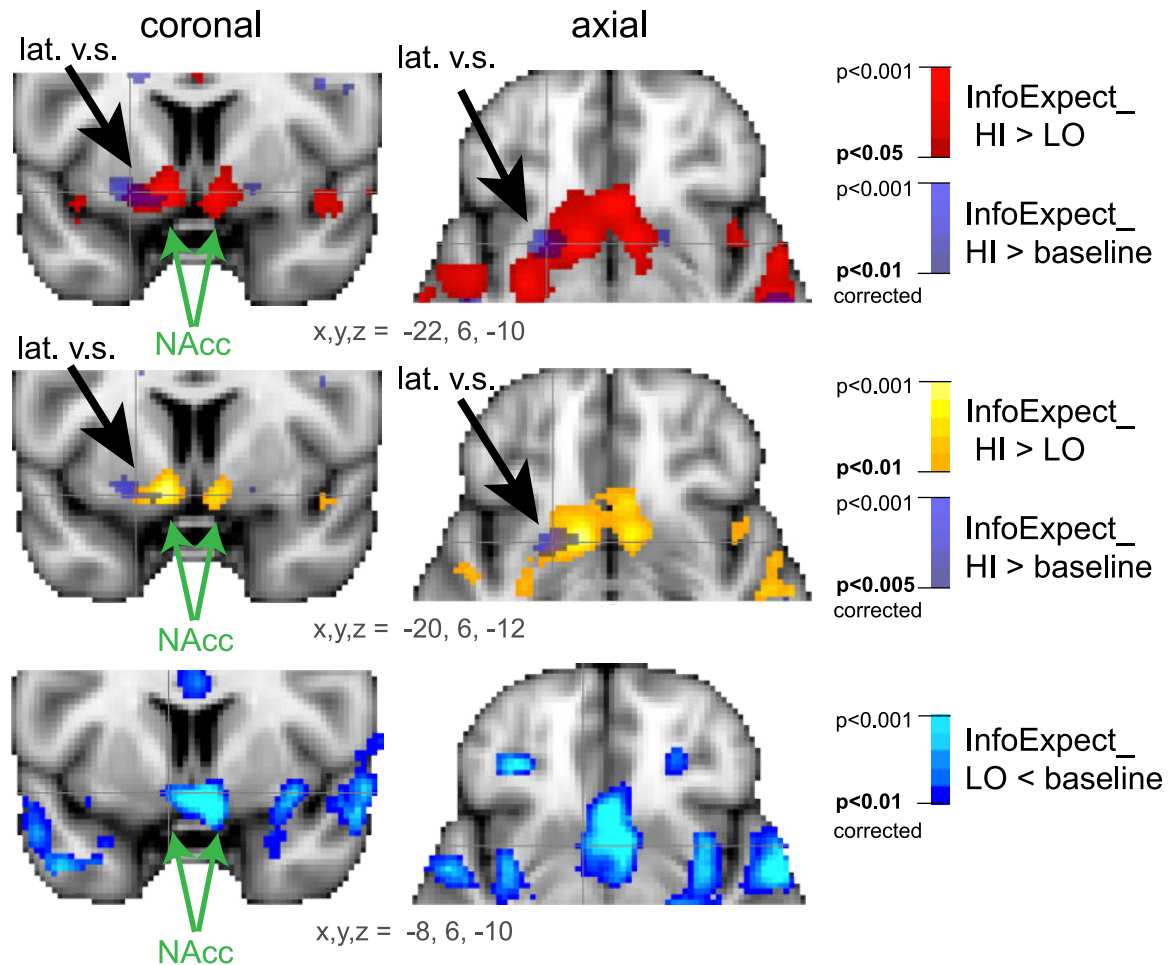 coronal
axial
lat. v.s.
lat. v.s.
p<0.001
InfoExpect_
HI > LO
p<0.05
p<0.001
InfoExpect_
HI > baseline
p<0.01
corrected
NAcc
x,y,z = -22, 6, -10
lat. v.s.
lat. v.s.
p<0.001
InfoExpect_
HI > LO
p<0.01
p<0.001
InfoExpect_
HI > baseline
p<0.005
corrected
NAcc
x,y,z = -20, 6, -12
p<0.001
InfoExpect_
LO < baseline
p<0.01
corrected
NAcc
x,y,z = -8, 6, -10